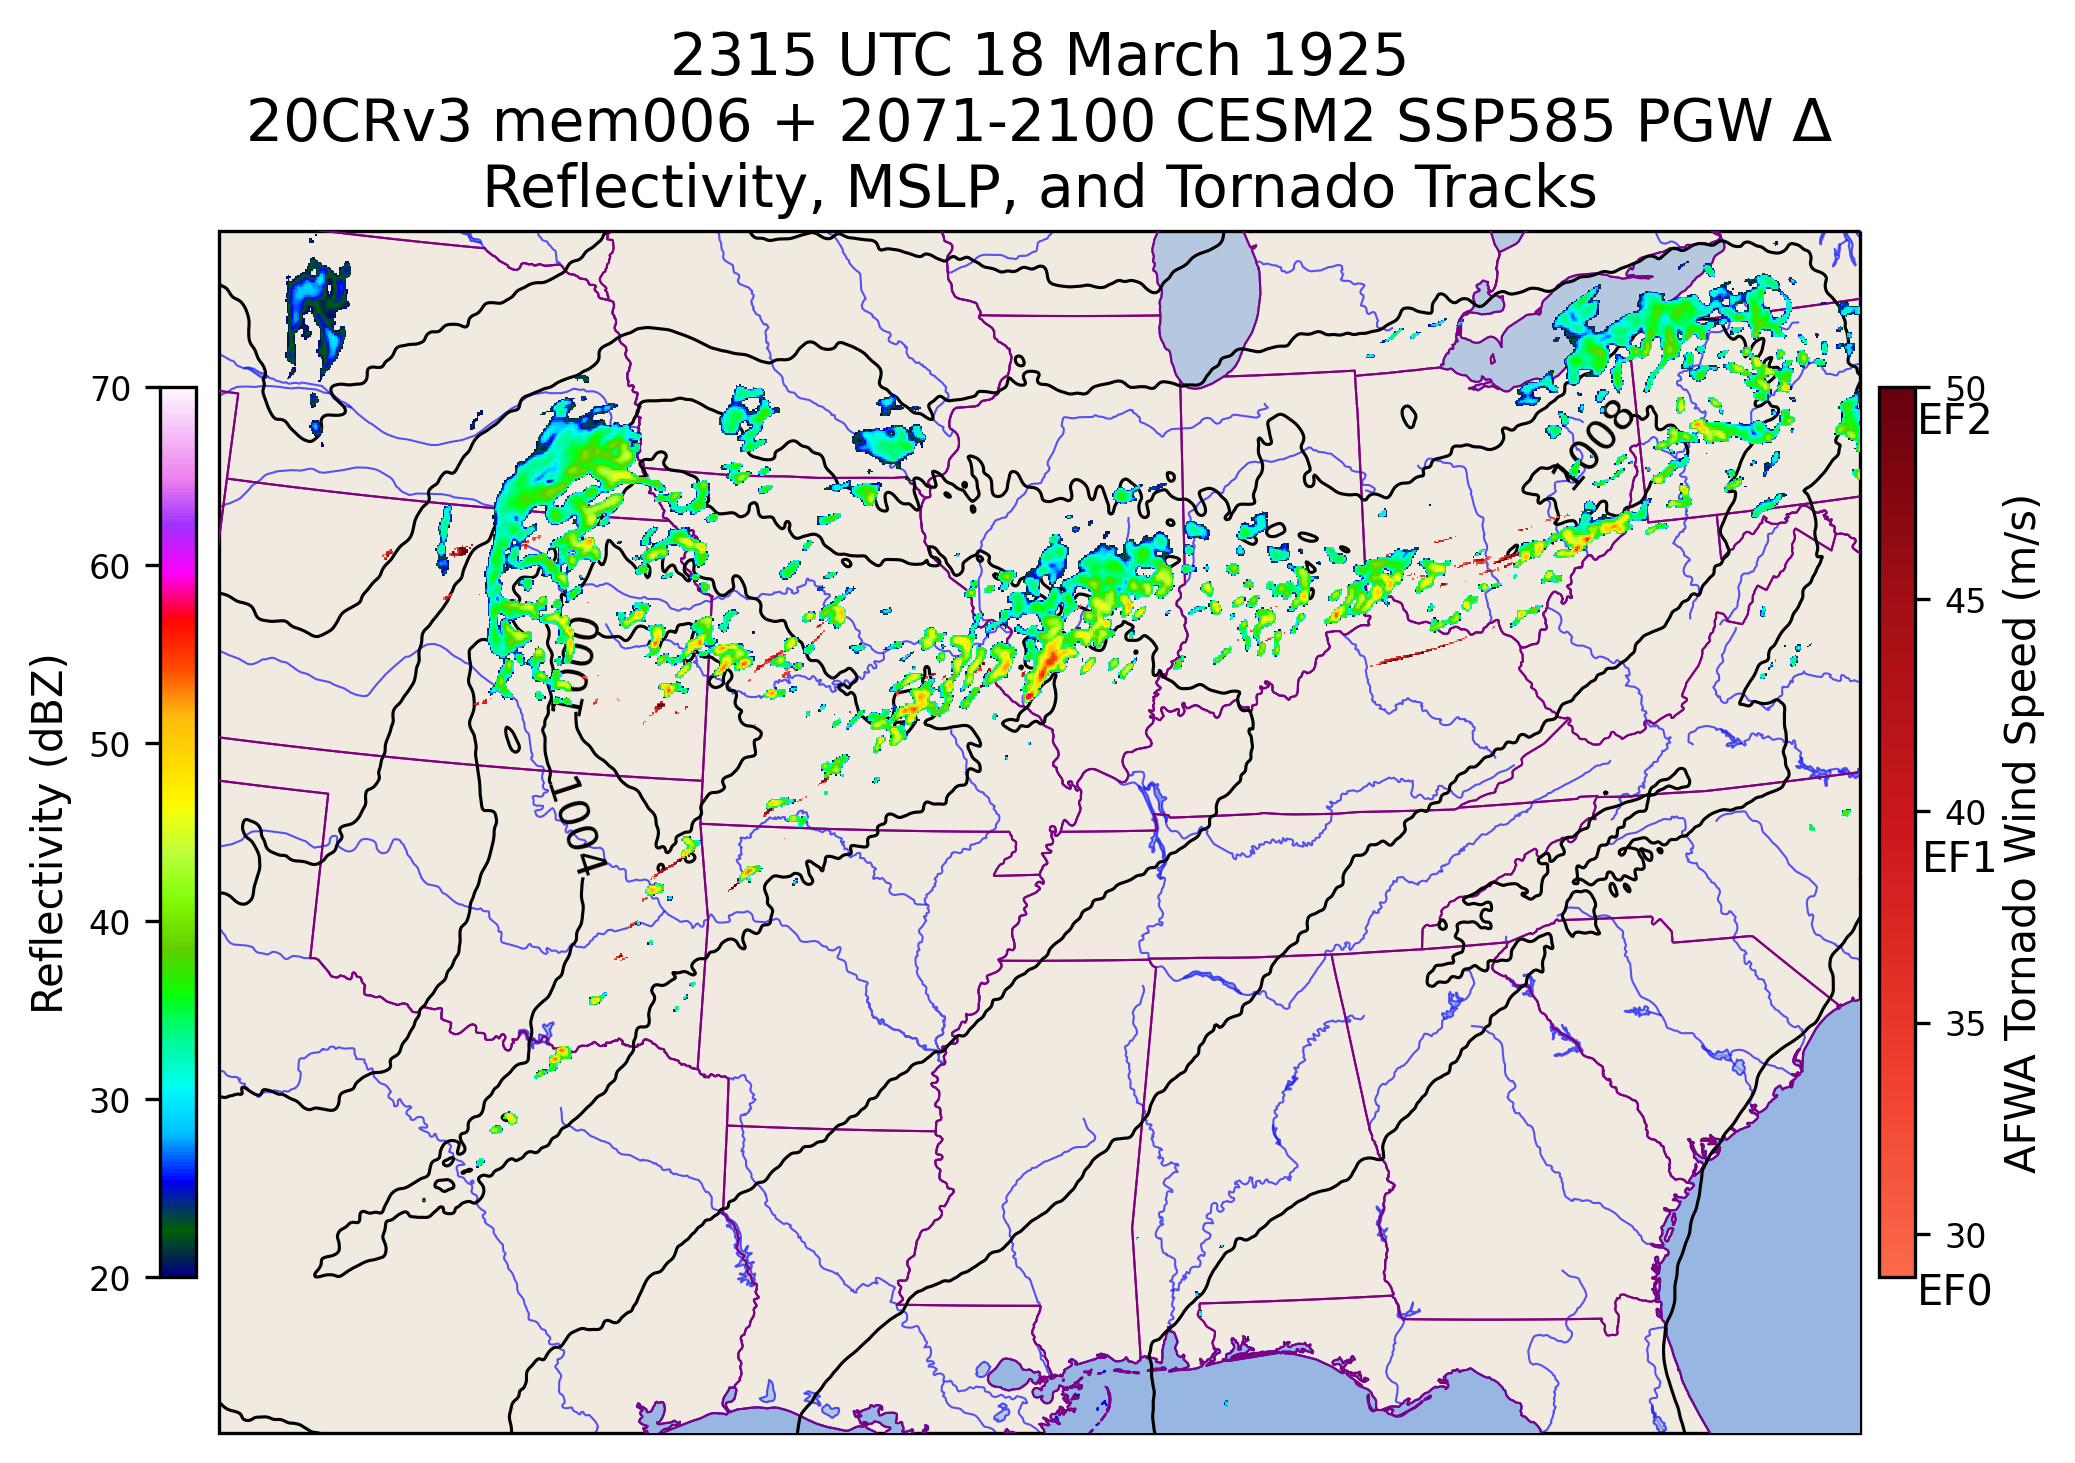 2315 UTC 18 March 1925
20CRv3 mem006 + 2071-2100 CESM2 SSP585 PGW Δ
Reflectivity, MSLP, and Tornado Tracks
70
60
50
40
30
20
Reflectivity (dBZ)
1008
1000
1004
50
EF2
45
40
EF1
35
30
EF0
AFWA Tornado Wind Speed (m/s)